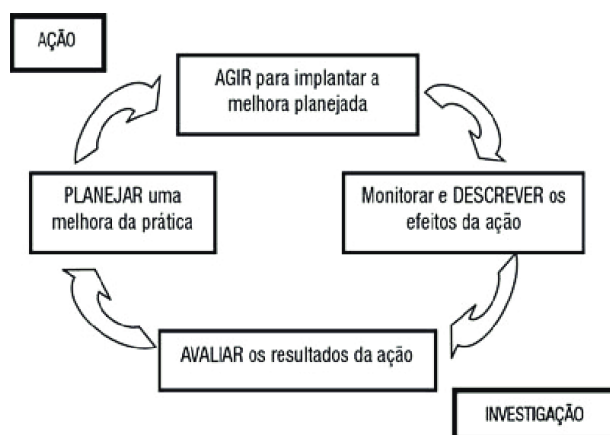 AÇÃO
AGIR para implantar a
melhora planejada
PLANEJAR uma
melhora da prática
Monitorar e DESCREVER os
efeitos da ação
AVALIAR os resultados da ação
INVESTIGAÇÃO